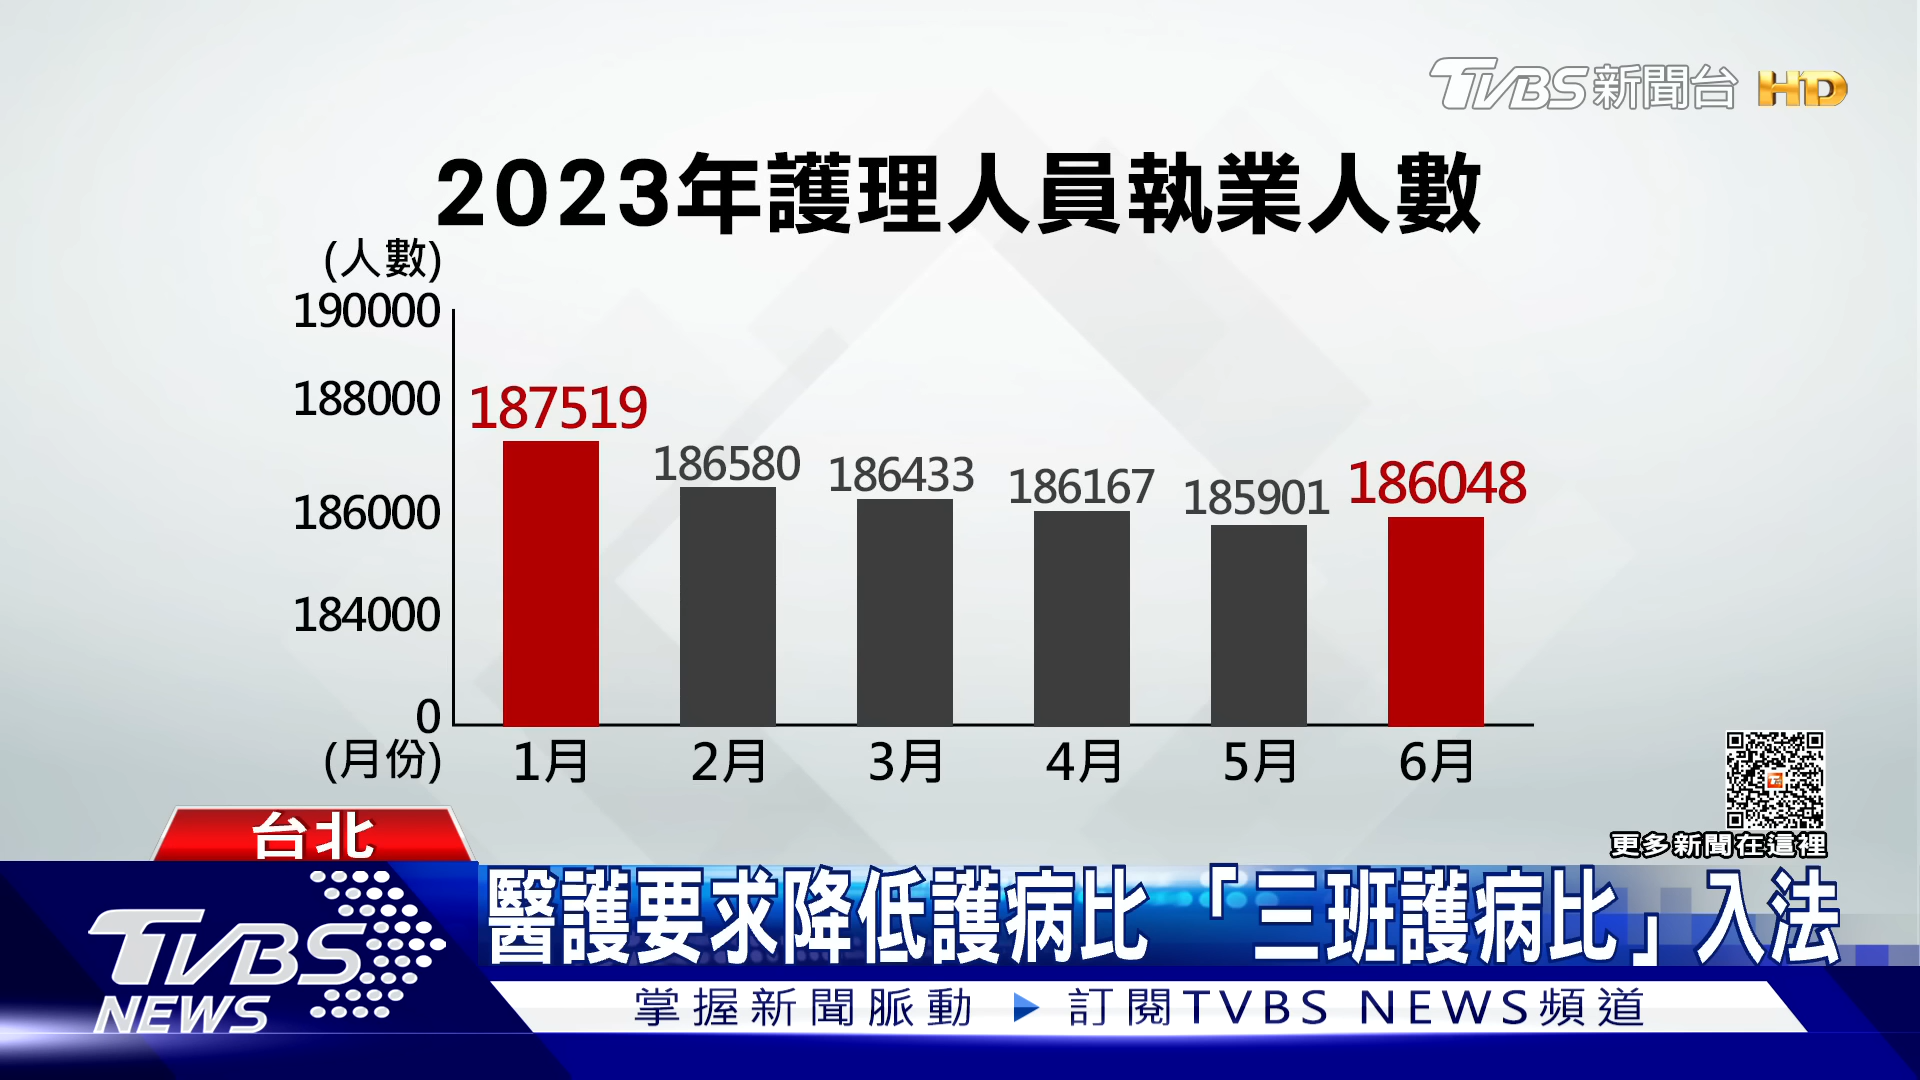 TVBS新聞台 HD
2023年護理人員執業人數
(人數)
190000
188000
186000
184000
0
187519
186580
186433
186167
185901
186048
(月份) 1月 2月 3月 4月 5月 6月
更多新聞在這裡
台北
醫護要求降低護病比 「三班護病比」入法
TVBS
NEWS
掌握新聞脈動 ▶ 訂閱TVBS NEWS頻道